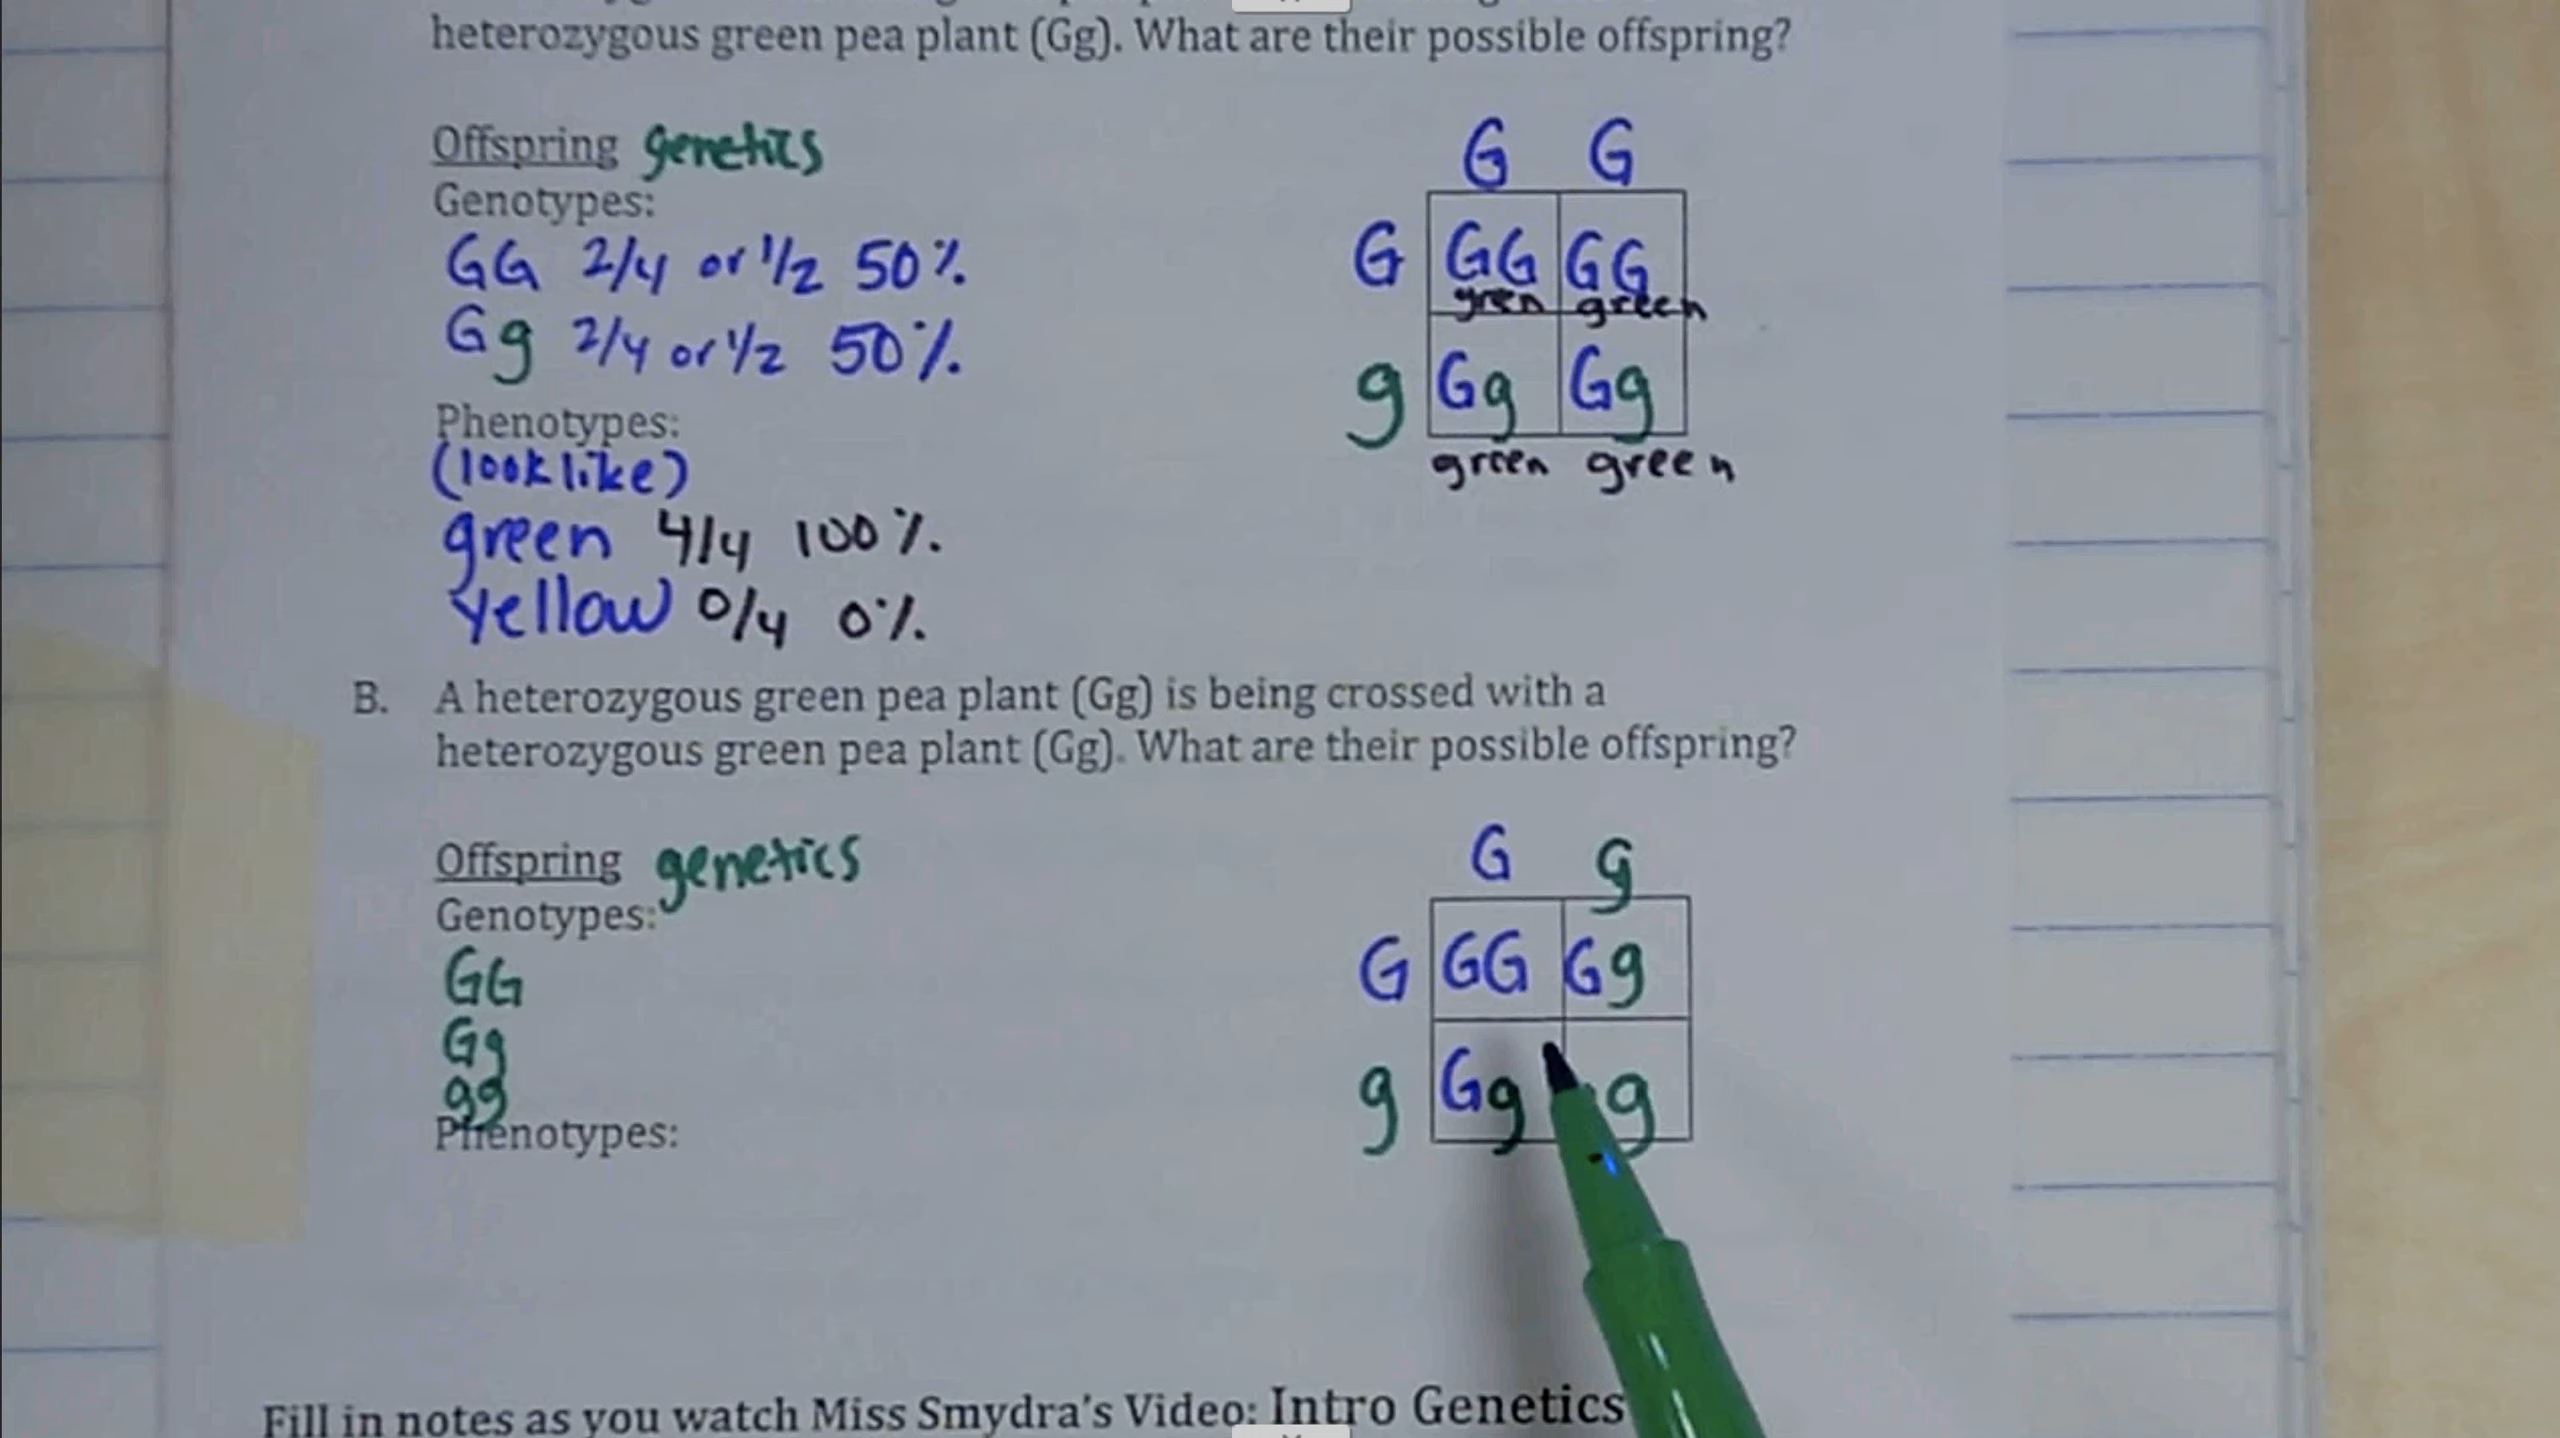 heterozygous green pea plant (Gg). What are their possible offspring?
Offspring genetics
Genotypes:
GG 2/4 or 1/2 50%
Gg 2/4 or 1/2 50%
Phenotypes:
(look like)
green 4/4 100%
yellow 0/4 0%
G G
G GG GG
green green
g Gg Gg
green green
B. A heterozygous green pea plant (Gg) is being crossed with a
heterozygous green pea plant (Gg). What are their possible offspring?
Offspring genetics
Genotypes:
GG
Gg
gg
Phenotypes:
G g
G GG Gg
g Gg g
Fill in notes as you watch Miss Smydra's Video: Intro Genetics